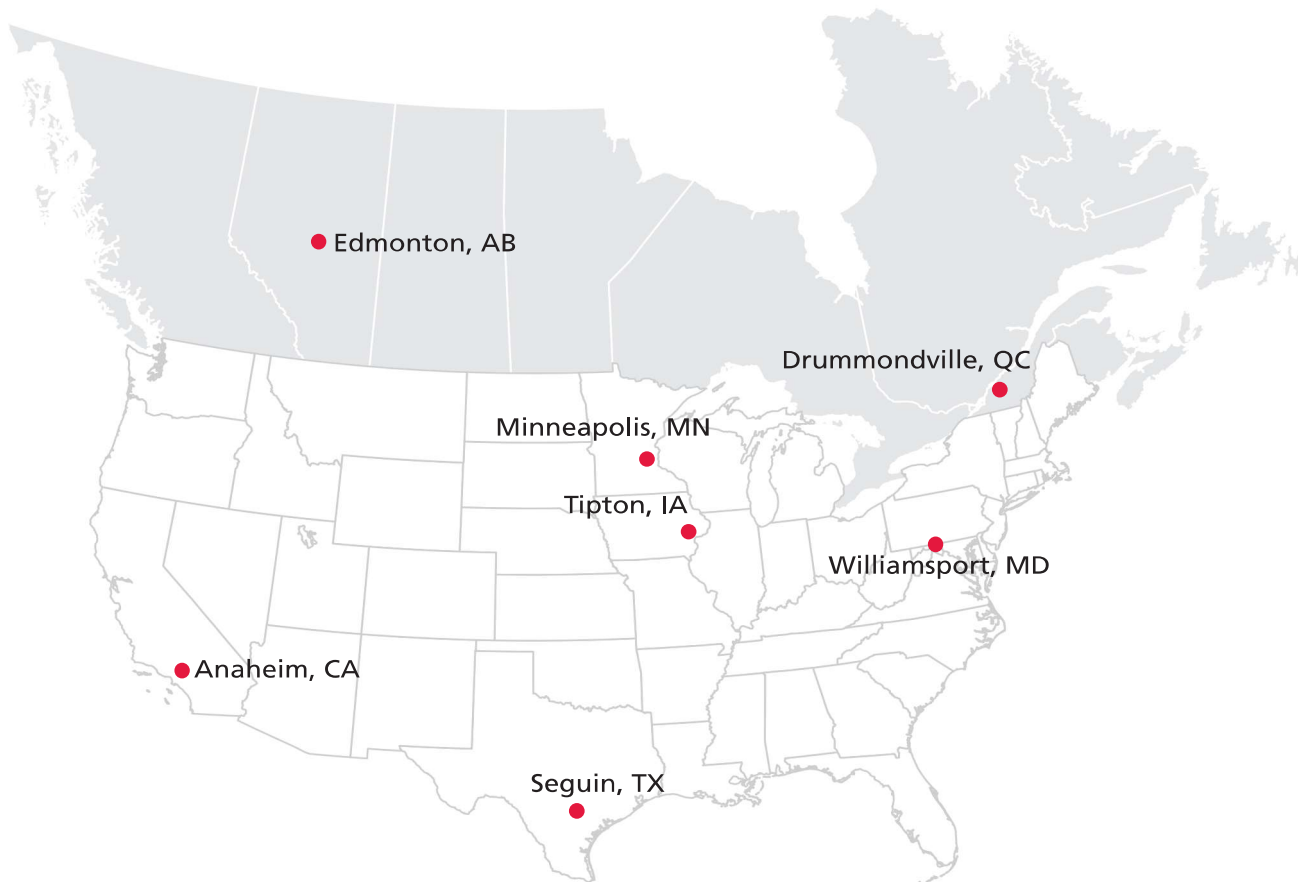 Edmonton, AB
Drummondville, QC
Minneapolis, MN
Tipton, IA
Williamsport, MD
Anaheim, CA
Seguin, TX